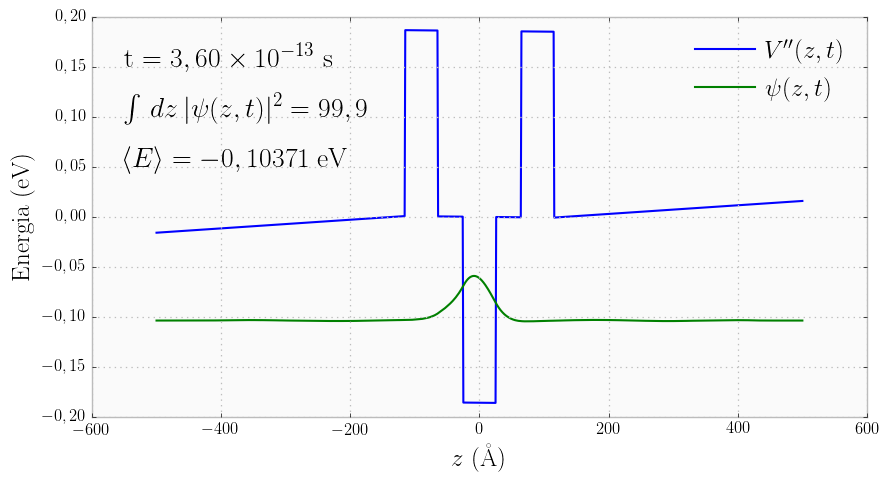 0,20
0,15
0,10
0,05
0,00
−0,05
−0,10
−0,15
−0,20
Energia (eV)
t = 3,60 × 10⁻¹³ s
∫ dz |ψ(z, t)|² = 99,9
⟨E⟩ = −0,10371 eV
V″(z, t)
ψ(z, t)
−600 −400 −200 0 200 400 600
z (Å)